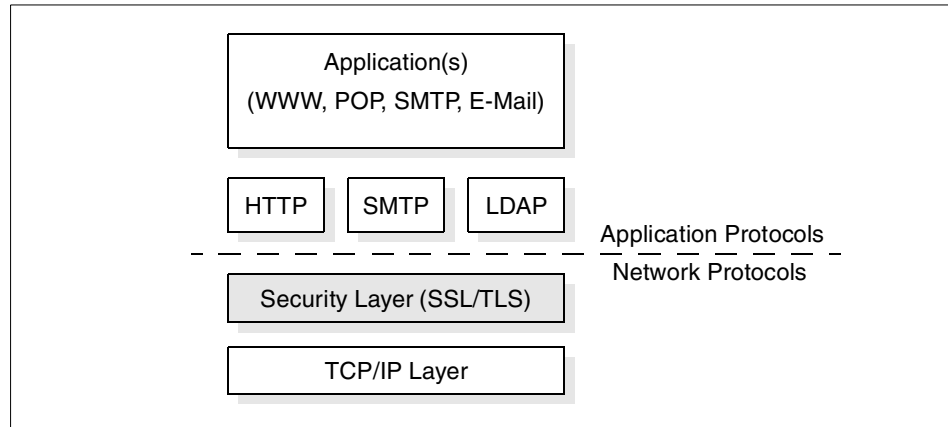 Application(s)
(WWW, POP, SMTP, E-Mail)
HTTP
SMTP
LDAP
Application Protocols
Network Protocols
Security Layer (SSL/TLS)
TCP/IP Layer